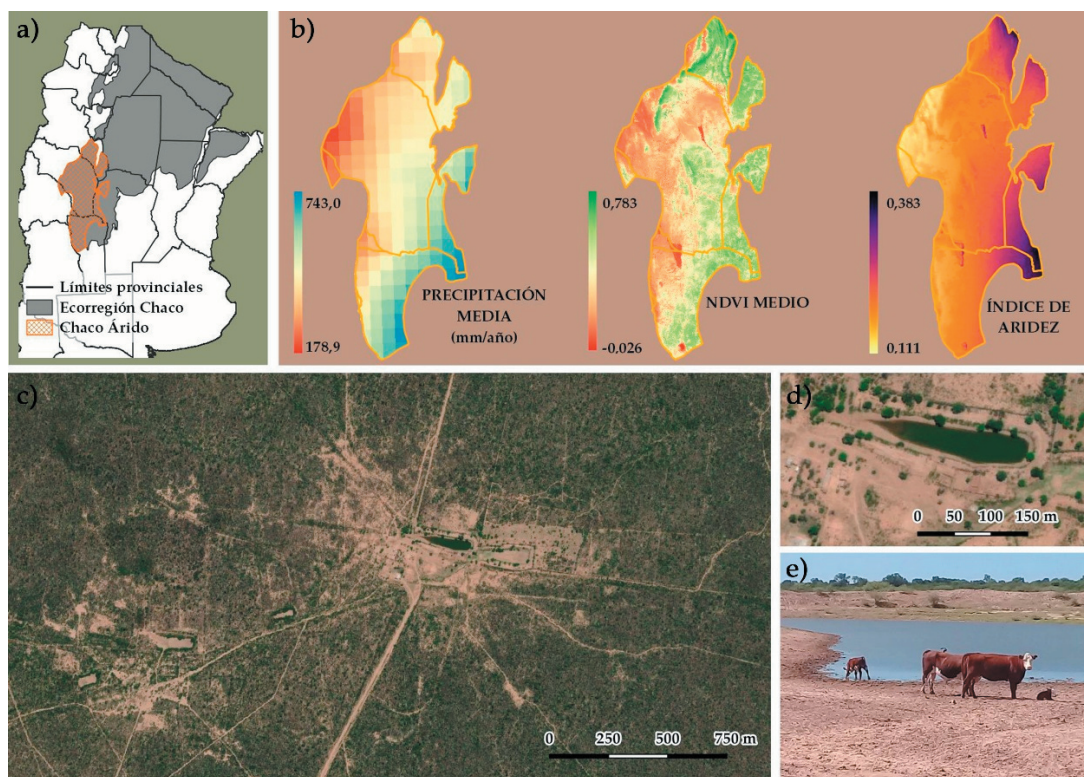 a)
Límites provinciales
Ecorregión Chaco
Chaco Árido
b)
743,0
178,9
PRECIPITACIÓN
MEDIA
(mm/año)
0,783
-0,026
NDVI MEDIO
0,383
0,111
ÍNDICE DE
ARIDEZ
c)
0 250 500 750 m
d)
0 50 100 150 m
e)